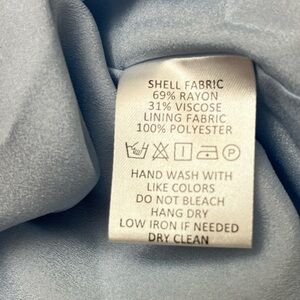 SHELL FABRIC
69% RAYON
31% VISCOSE
LINING FABRIC
100% POLYESTER
P
HAND WASH WITH
LIKE COLORS
DO NOT BLEACH
HANG DRY
LOW IRON IF NEEDED
DRY CLEAN